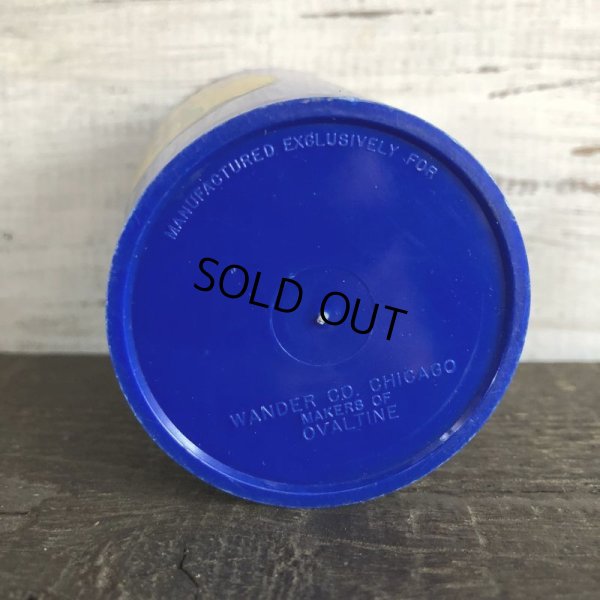 MANUFACTURED EXCLUSIVELY FOR
SOLD OUT
WANDER CO. CHICAGO
MAKERS OF
OVALTINE